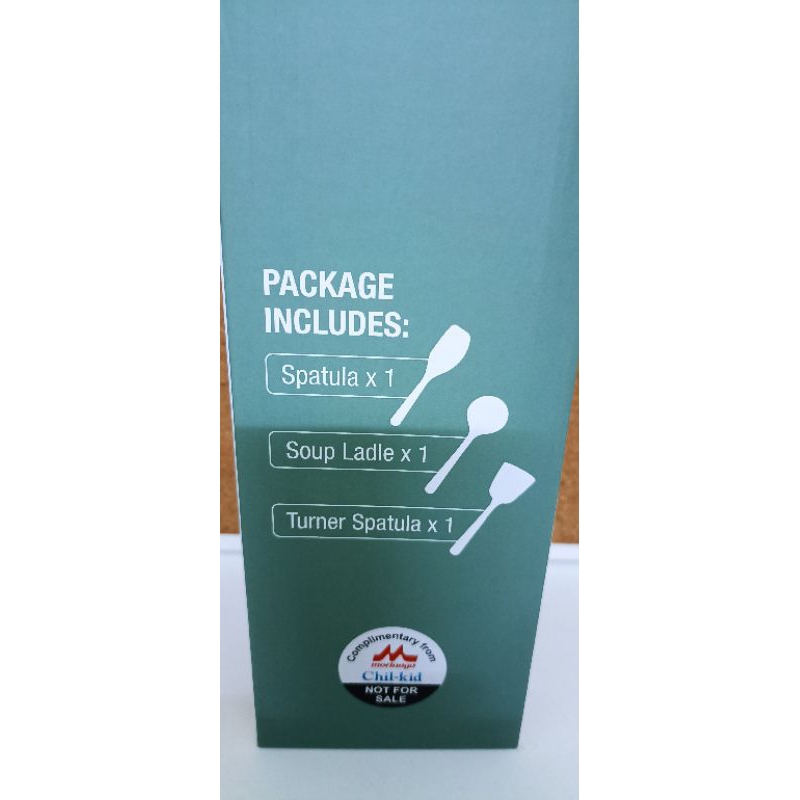 PACKAGE
INCLUDES:
Spatula x 1
Soup Ladle x 1
Turner Spatula x 1
Complimentary from
morinaga
Chil-kid
NOT FOR
SALE